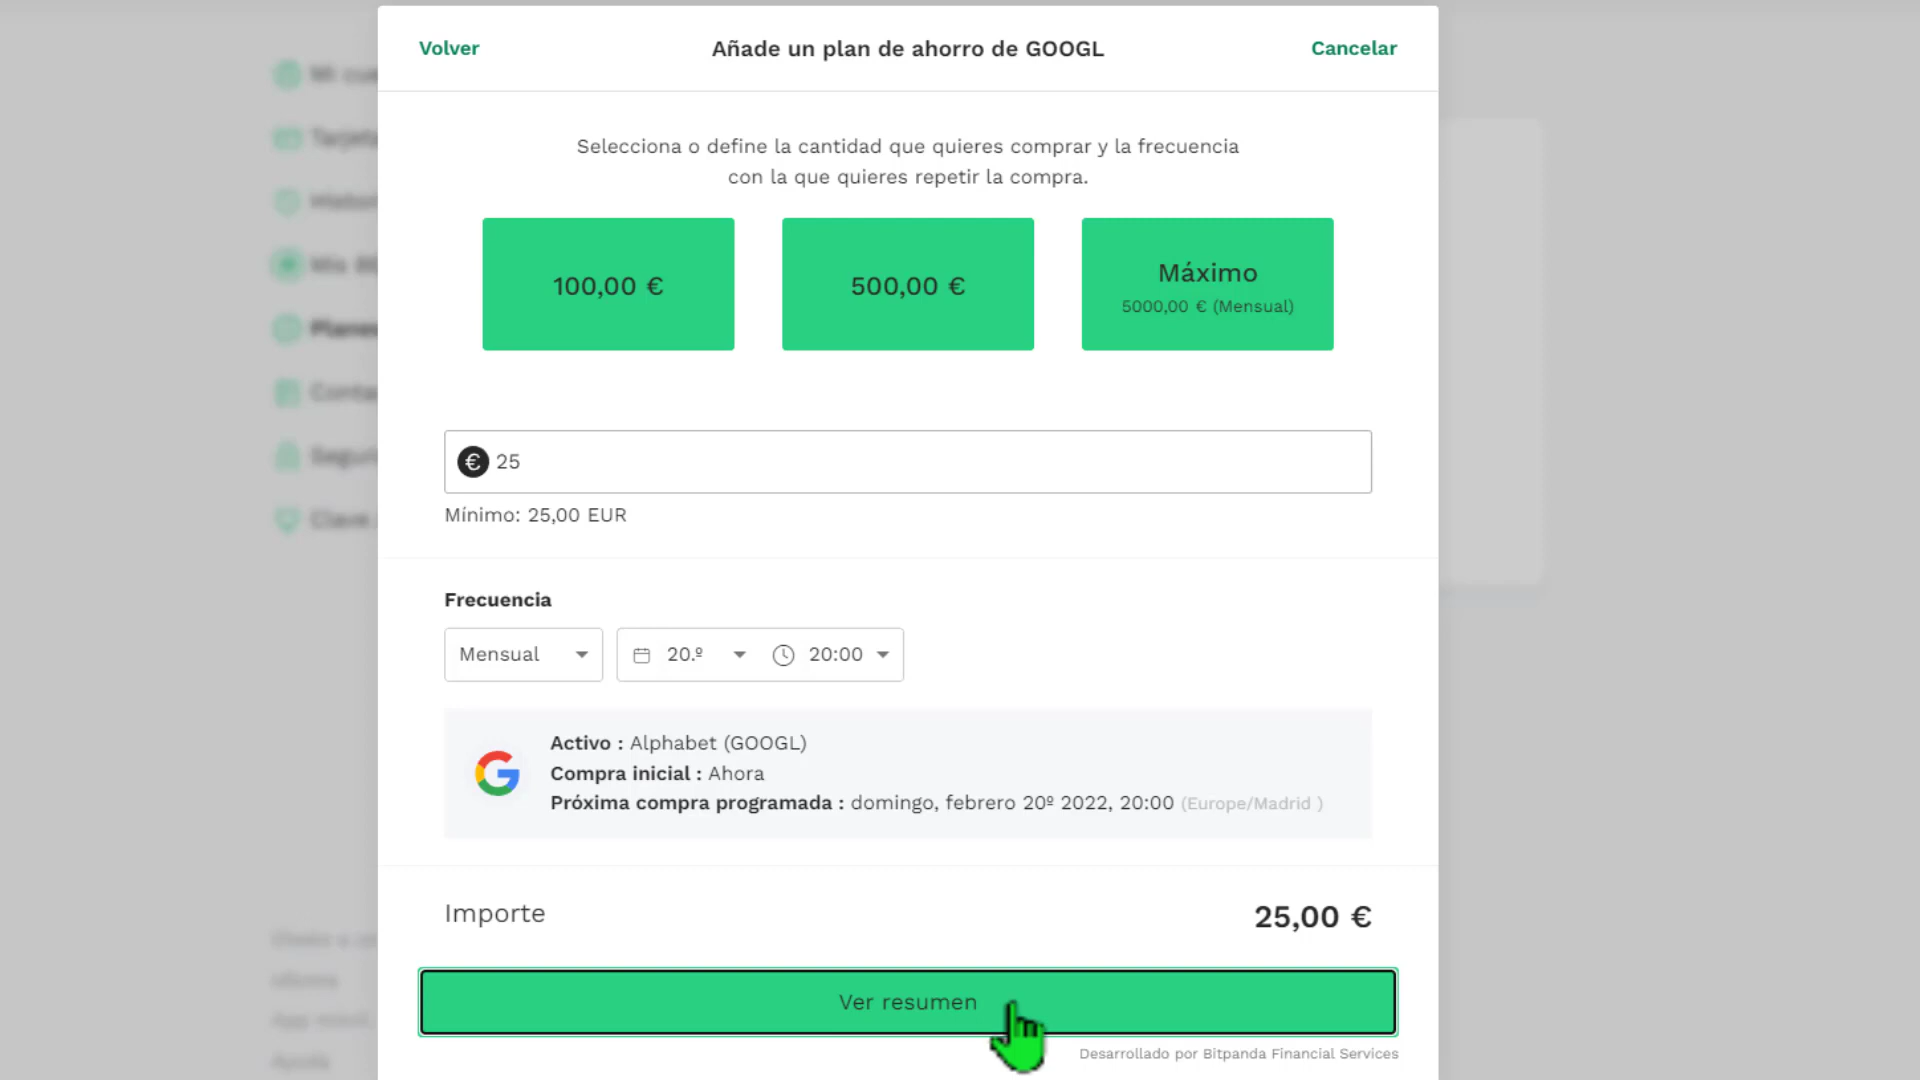 Volver
Añade un plan de ahorro de GOOGL
Cancelar
Selecciona o define la cantidad que quieres comprar y la frecuencia
con la que quieres repetir la compra.
100,00 €
500,00 €
Máximo
5000,00 € (Mensual)
€ 25
Mínimo: 25,00 EUR
Frecuencia
Mensual
20.º
20:00
Activo : Alphabet (GOOGL)
Compra inicial : Ahora
Próxima compra programada : domingo, febrero 20º 2022, 20:00 (Europe/Madrid )
Importe
25,00 €
Ver resumen
Desarrollado por Bitpanda Financial Services